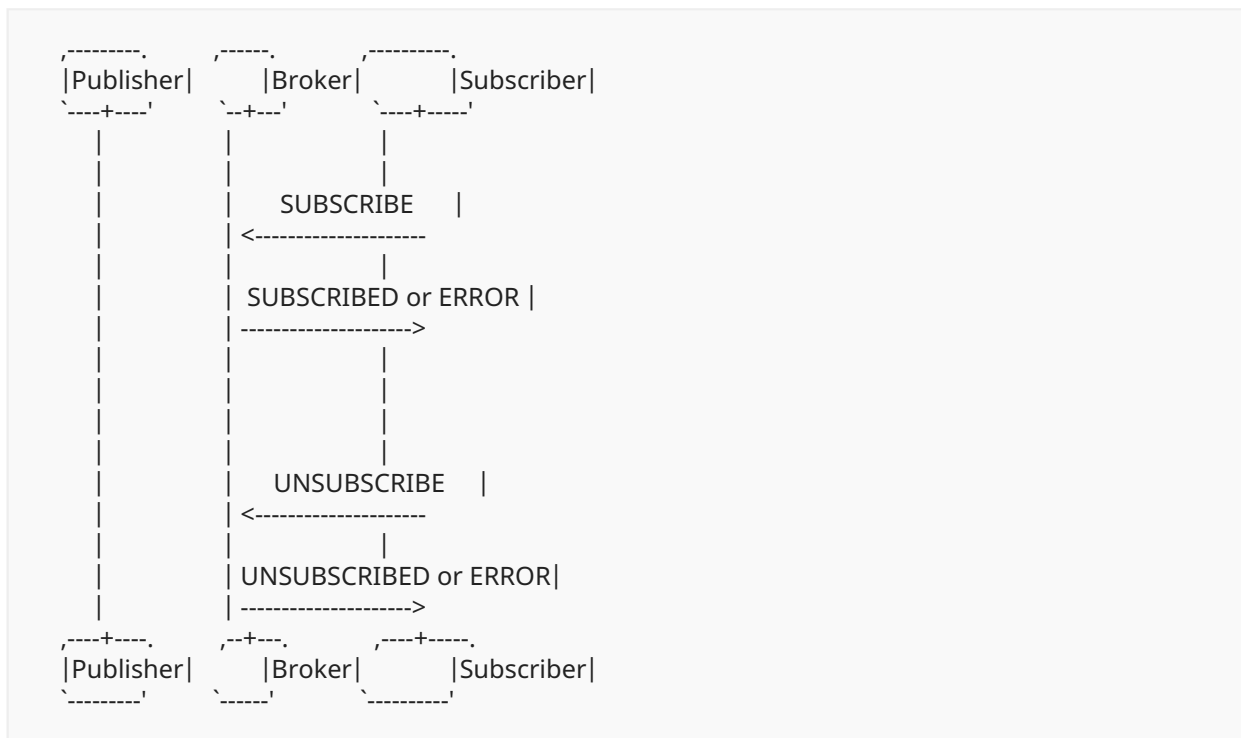 ,---------.          ,------.             ,----------.
|Publisher|          |Broker|             |Subscriber|
`----+----'          `--+---'             `----+-----'
     |                  |                      |
     |                  |                      |
     |                  |       SUBSCRIBE      |
     |                  | <---------------------
     |                  |                      |
     |                  |  SUBSCRIBED or ERROR |
     |                  | --------------------->
     |                  |                      |
     |                  |                      |
     |                  |                      |
     |                  |                      |
     |                  |      UNSUBSCRIBE     |
     |                  | <---------------------
     |                  |                      |
     |                  | UNSUBSCRIBED or ERROR|
     |                  | --------------------->
,----+----.          ,--+---.             ,----+-----.
|Publisher|          |Broker|             |Subscriber|
`---------'          `------'             `----------'